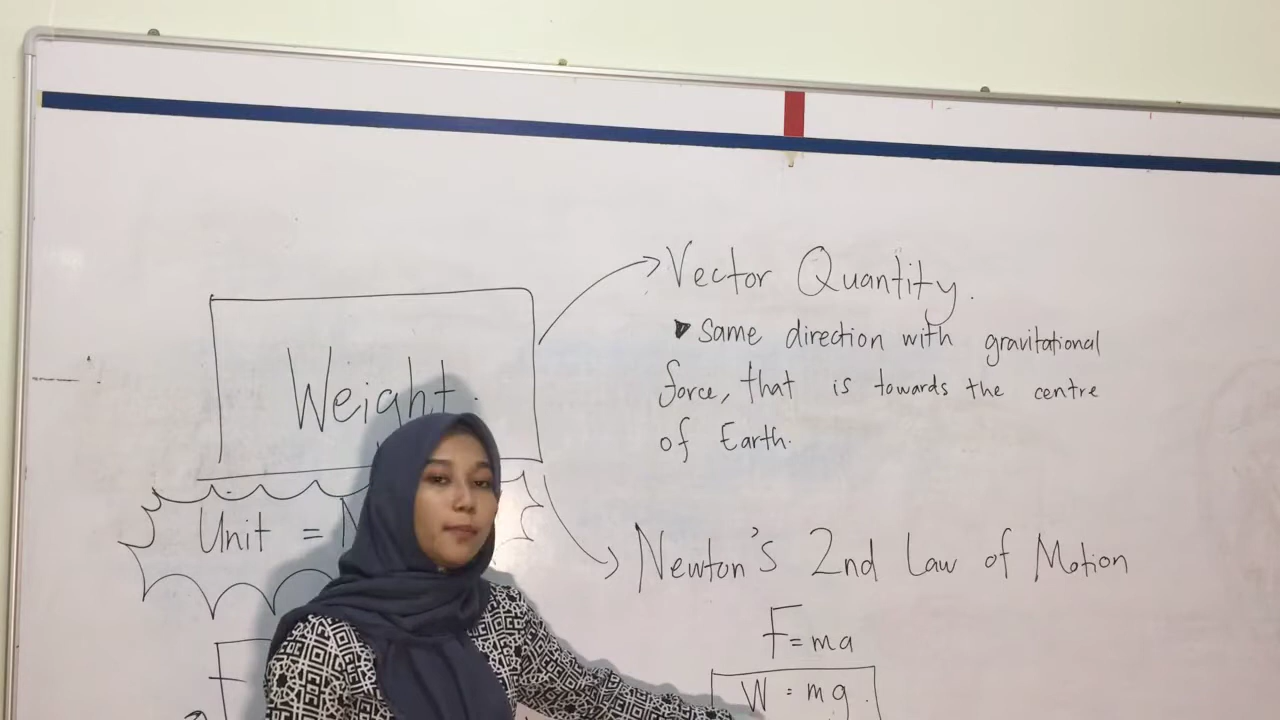 Weight.
Unit = N
Vector Quantity.
Same direction with gravitational
force, that is towards the centre
of Earth.
Newton's 2nd Law of Motion
F = ma
W = mg.
F